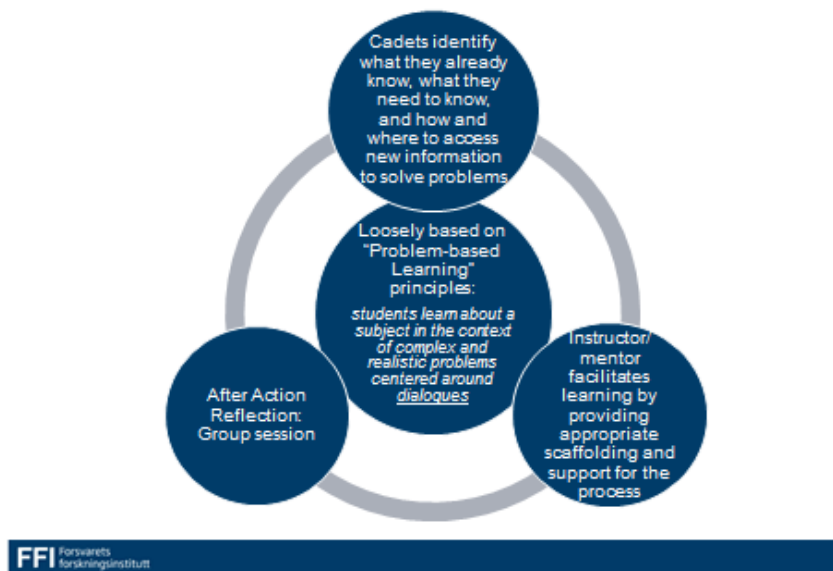 Cadets identify
what they already
know, what they
need to know,
and how and
where to access
new information
to solve problems
Loosely based on
"Problem-based
Learning"
principles:
students learn about a
subject in the context
of complex and
realistic problems
centered around
dialogues
Instructor/
mentor
facilitates
learning by
providing
appropriate
scaffolding and
support for the
process
After Action
Reflection:
Group session
FFI Forsvarets
forskningsinstitutt